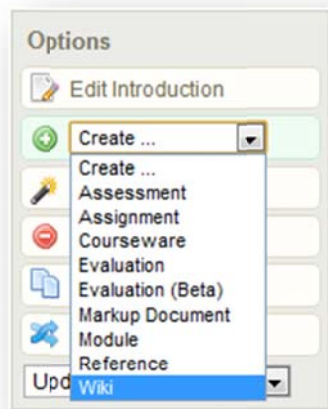 Options
Edit Introduction
Create ...
Create ...
Assessment
Assignment
Courseware
Evaluation
Evaluation (Beta)
Markup Document
Module
Reference
Wiki
Upd